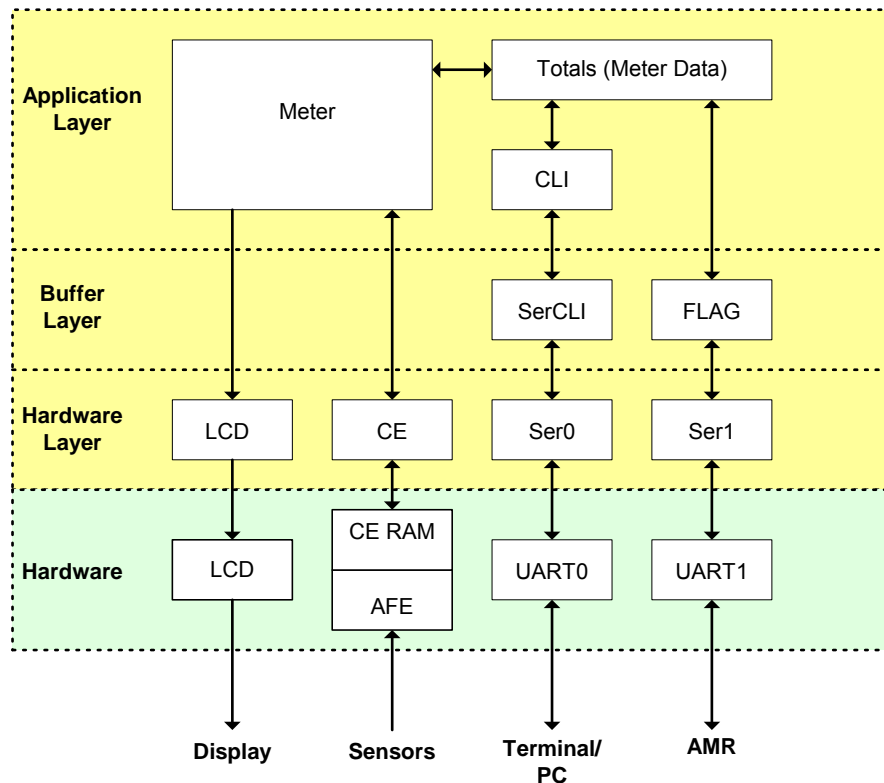 Application
Layer
Meter
Totals (Meter Data)
CLI
Buffer
Layer
SerCLI
FLAG
Hardware
Layer
LCD
CE
Ser0
Ser1
Hardware
LCD
CE RAM
AFE
UART0
UART1
Display
Sensors
Terminal/
PC
AMR